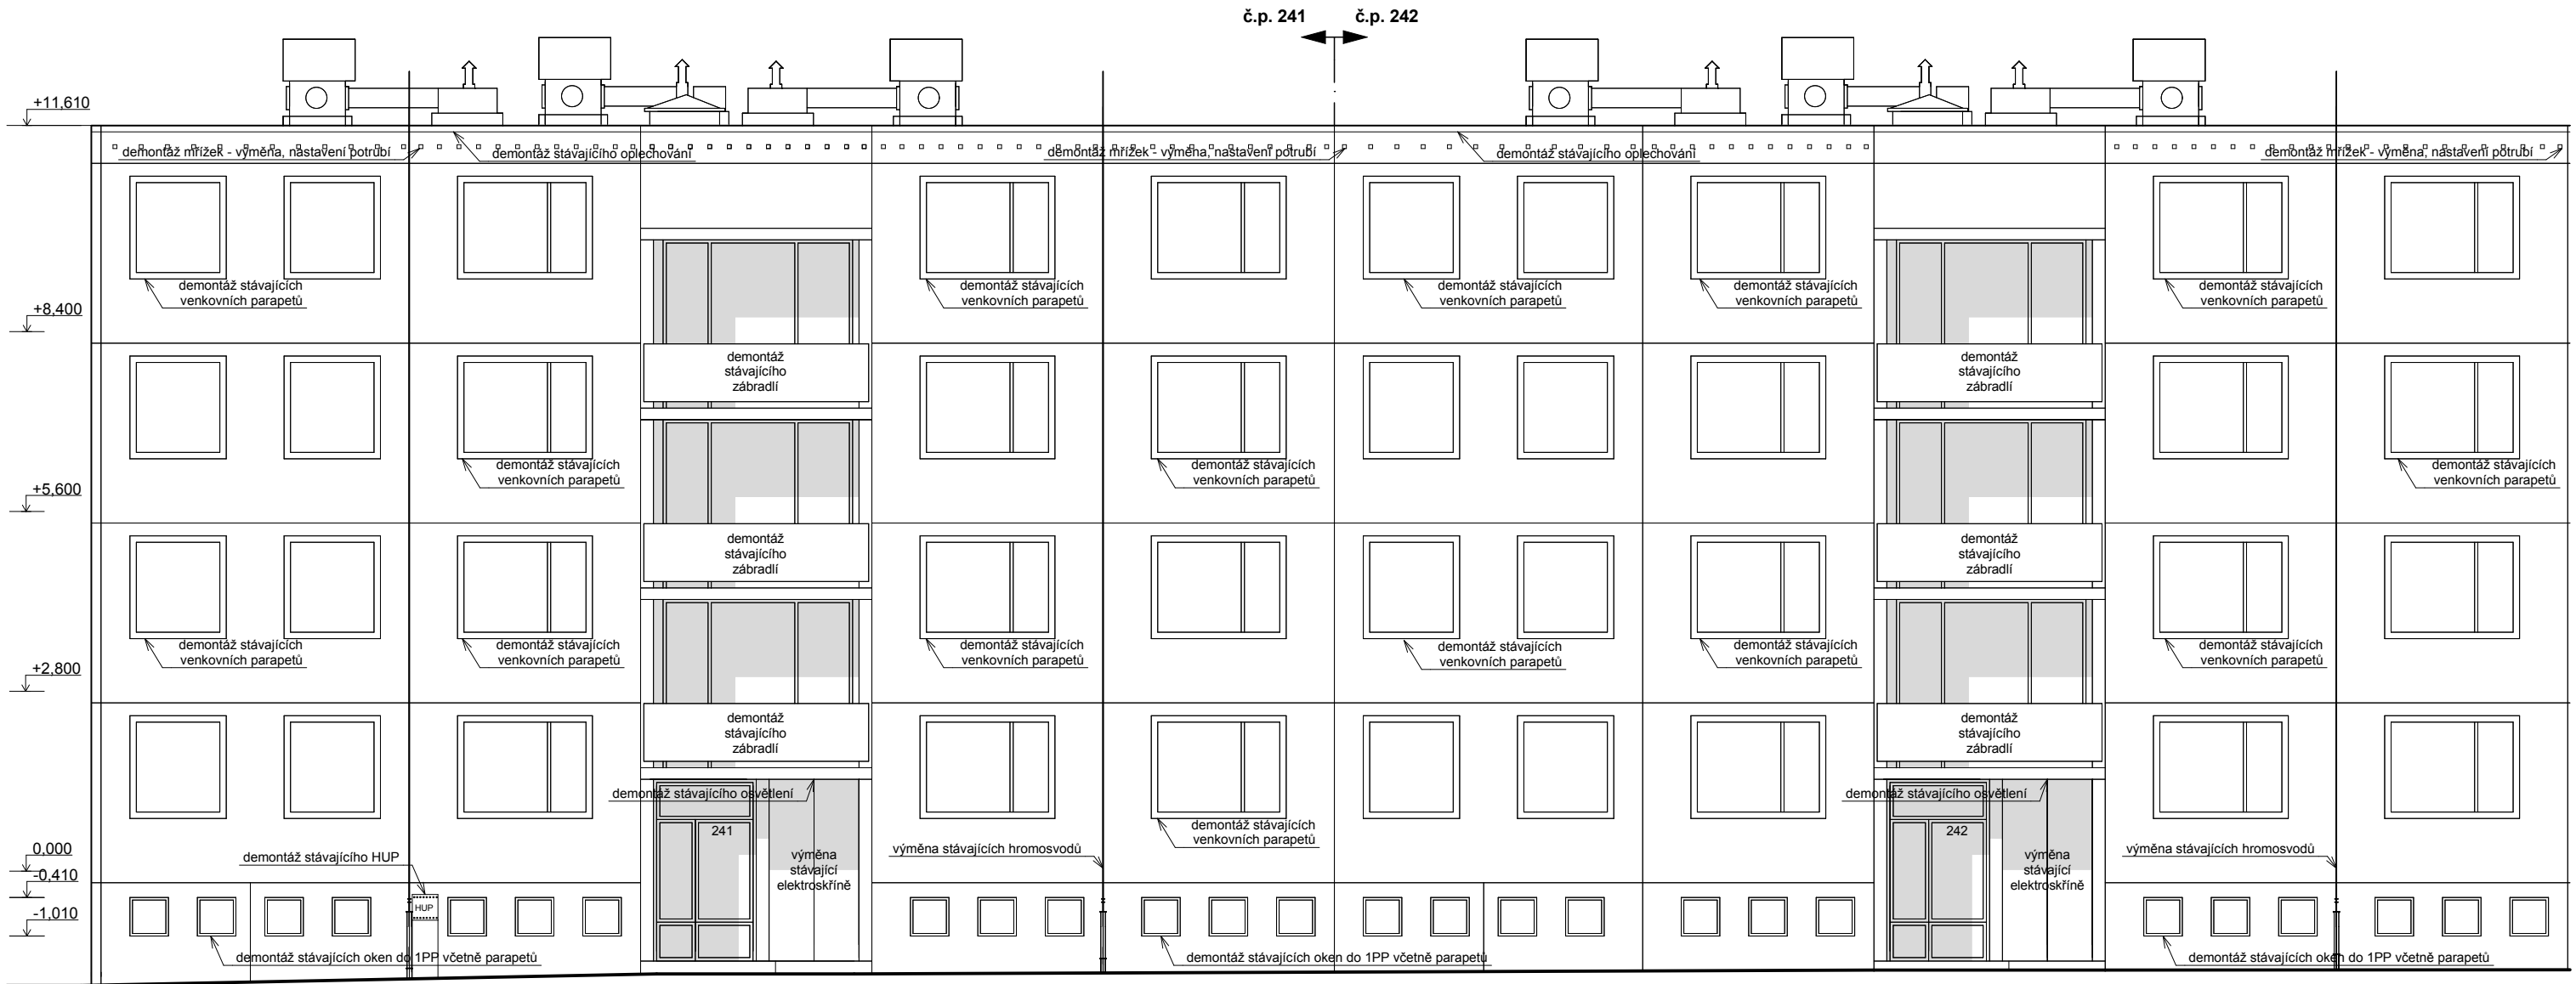 č.p. 241
č.p. 242
+11,610
demontáž mřížek - výměna, nastavení potrubí
demontáž stávajícího oplechování
demontáž mřížek - výměna, nastavení potrubí
demontáž stávajícího oplechování
demontáž mřížek - výměna, nastavení potrubí
demontáž stávajících
venkovních parapetů
demontáž stávajících
venkovních parapetů
demontáž stávajících
venkovních parapetů
demontáž stávajících
venkovních parapetů
demontáž stávajících
venkovních parapetů
+8,400
demontáž
stávajícího
zábradlí
demontáž
stávajícího
zábradlí
demontáž stávajících
venkovních parapetů
demontáž stávajících
venkovních parapetů
demontáž stávajících
venkovních parapetů
+5,600
demontáž
stávajícího
zábradlí
demontáž
stávajícího
zábradlí
demontáž stávajících
venkovních parapetů
demontáž stávajících
venkovních parapetů
demontáž stávajících
venkovních parapetů
demontáž stávajících
venkovních parapetů
demontáž stávajících
venkovních parapetů
demontáž stávajících
venkovních parapetů
+2,800
demontáž
stávajícího
zábradlí
demontáž
stávajícího
zábradlí
demontáž stávajícího osvětlení
demontáž stávajícího osvětlení
241
demontáž stávajících
venkovních parapetů
242
0,000
demontáž stávajícího HUP
výměna
stávající
elektroskříně
výměna stávajících hromosvodů
výměna
stávající
elektroskříně
výměna stávajících hromosvodů
-0,410
HUP
-1,010
demontáž stávajících oken do 1PP včetně parapetů
demontáž stávajících oken do 1PP včetně parapetů
demontáž stávajících oken do 1PP včetně parapetů